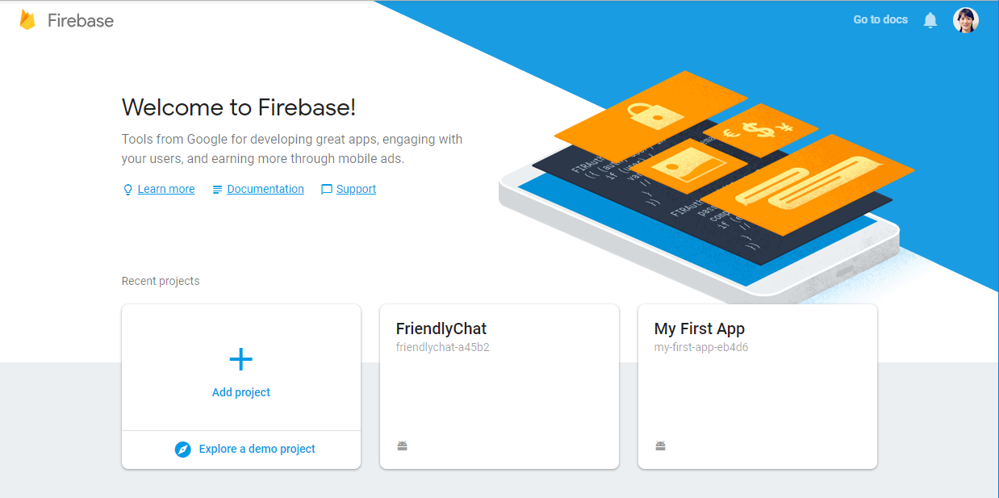 Firebase
Go to docs
Welcome to Firebase!
Tools from Google for developing great apps, engaging with
your users, and earning more through mobile ads.
Learn more
Documentation
Support
Recent projects
Add project
Explore a demo project
FriendlyChat
friendlychat-a45b2
My First App
my-first-app-eb4d6